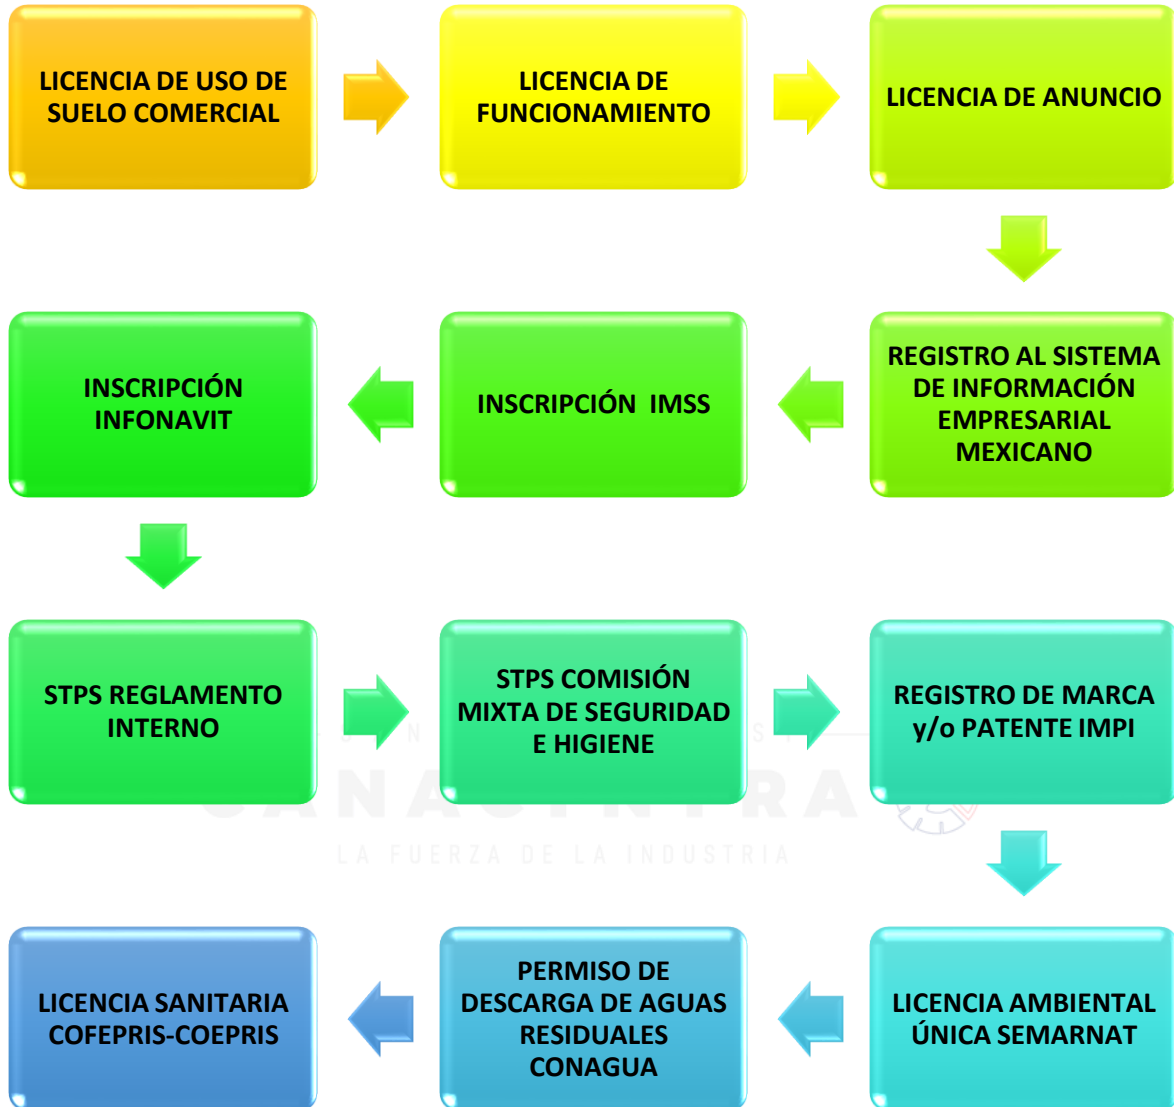 LICENCIA DE USO DE
SUELO COMERCIAL
LICENCIA DE
FUNCIONAMIENTO
LICENCIA DE ANUNCIO
REGISTRO AL SISTEMA
DE INFORMACIÓN
EMPRESARIAL
MEXICANO
INSCRIPCIÓN IMSS
INSCRIPCIÓN
INFONAVIT
STPS REGLAMENTO
INTERNO
STPS COMISIÓN
MIXTA DE SEGURIDAD
E HIGIENE
REGISTRO DE MARCA
y/o PATENTE IMPI
CANACINTRA
LA FUERZA DE LA INDUSTRIA
LICENCIA AMBIENTAL
ÚNICA SEMARNAT
PERMISO DE
DESCARGA DE AGUAS
RESIDUALES
CONAGUA
LICENCIA SANITARIA
COFEPRIS-COEPRIS